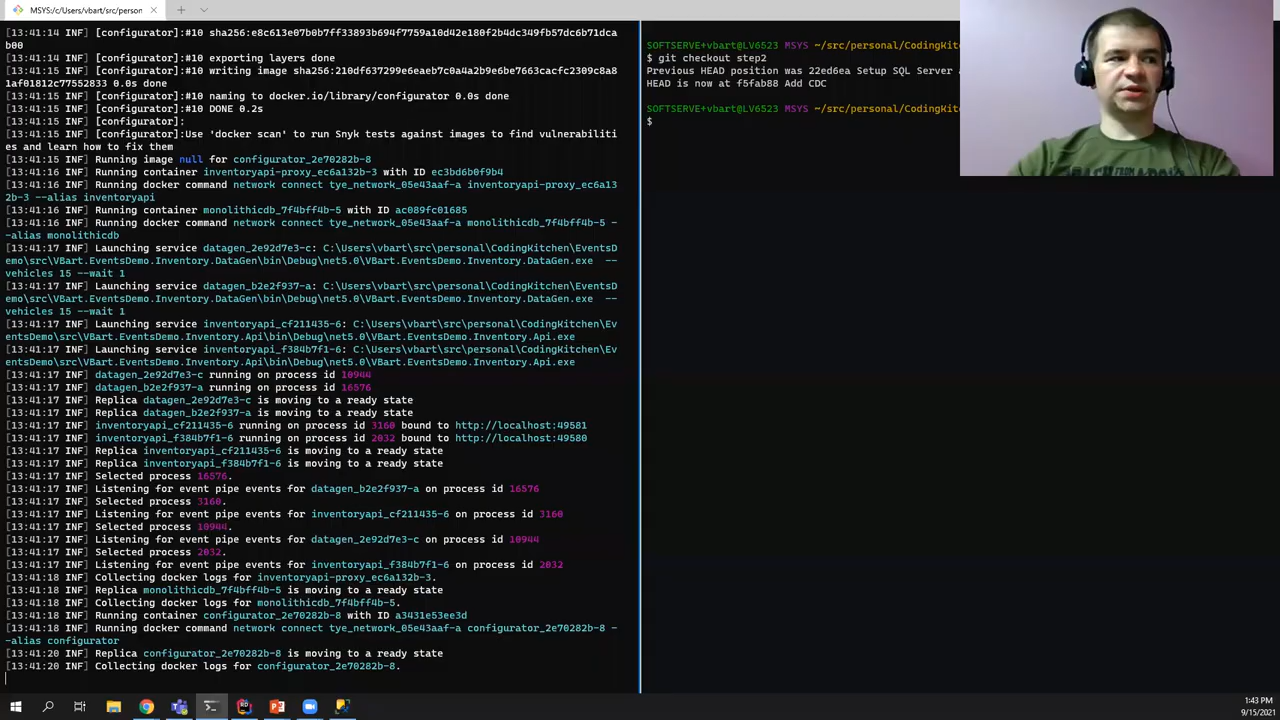 MSYS:/c/Users/vbart/src/person
[13:41:14 INF] [configurator]:#10 sha256:e8c613e07b0b7ff33893b694f7759a10d42e180f2b4dc349fb57dc6b71dca
b00
[13:41:14 INF] [configurator]:#10 exporting layers done
[13:41:15 INF] [configurator]:#10 writing image sha256:210df637299e6eaeb7c0a4a2b9e6be7663cacfc2309c8a8
1af01812c77552833 0.0s done
[13:41:15 INF] [configurator]:#10 naming to docker.io/library/configurator 0.0s done
[13:41:15 INF] [configurator]:#10 DONE 0.2s
[13:41:15 INF] [configurator]:
[13:41:15 INF] [configurator]:Use 'docker scan' to run Snyk tests against images to find vulnerabiliti
es and learn how to fix them
[13:41:15 INF] Running image null for configurator_2e70282b-8
[13:41:15 INF] Running container inventoryapi-proxy_ec6a132b-3 with ID ec3bd6b0f9b4
[13:41:16 INF] Running docker command network connect tye_network_05e43aaf-a inventoryapi-proxy_ec6a13
2b-3 --alias inventoryapi
[13:41:16 INF] Running container monolithicdb_7f4bff4b-5 with ID ac089fc01685
[13:41:16 INF] Running docker command network connect tye_network_05e43aaf-a monolithicdb_7f4bff4b-5 -
-alias monolithicdb
[13:41:17 INF] Launching service datagen_2e92d7e3-c: C:\Users\vbart\src\personal\CodingKitchen\EventsD
emo\src\VBart.EventsDemo.Inventory.DataGen\bin\Debug\net5.0\VBart.EventsDemo.Inventory.DataGen.exe  --
vehicles 15 --wait 1
[13:41:17 INF] Launching service datagen_b2e2f937-a: C:\Users\vbart\src\personal\CodingKitchen\EventsD
emo\src\VBart.EventsDemo.Inventory.DataGen\bin\Debug\net5.0\VBart.EventsDemo.Inventory.DataGen.exe  --
vehicles 15 --wait 1
[13:41:17 INF] Launching service inventoryapi_cf211435-6: C:\Users\vbart\src\personal\CodingKitchen\Ev
entsDemo\src\VBart.EventsDemo.Inventory.Api\bin\Debug\net5.0\VBart.EventsDemo.Inventory.Api.exe
[13:41:17 INF] Launching service inventoryapi_f384b7f1-6: C:\Users\vbart\src\personal\CodingKitchen\Ev
entsDemo\src\VBart.EventsDemo.Inventory.Api\bin\Debug\net5.0\VBart.EventsDemo.Inventory.Api.exe
[13:41:17 INF] datagen_2e92d7e3-c running on process id 10944
[13:41:17 INF] datagen_b2e2f937-a running on process id 16576
[13:41:17 INF] Replica datagen_2e92d7e3-c is moving to a ready state
[13:41:17 INF] Replica datagen_b2e2f937-a is moving to a ready state
[13:41:17 INF] inventoryapi_cf211435-6 running on process id 3160 bound to http://localhost:49581
[13:41:17 INF] inventoryapi_f384b7f1-6 running on process id 2032 bound to http://localhost:49580
[13:41:17 INF] Replica inventoryapi_cf211435-6 is moving to a ready state
[13:41:17 INF] Replica inventoryapi_f384b7f1-6 is moving to a ready state
[13:41:17 INF] Selected process 16576.
[13:41:17 INF] Listening for event pipe events for datagen_b2e2f937-a on process id 16576
[13:41:17 INF] Selected process 3160.
[13:41:17 INF] Listening for event pipe events for inventoryapi_cf211435-6 on process id 3160
[13:41:17 INF] Selected process 10944.
[13:41:17 INF] Listening for event pipe events for datagen_2e92d7e3-c on process id 10944
[13:41:17 INF] Selected process 2032.
[13:41:17 INF] Listening for event pipe events for inventoryapi_f384b7f1-6 on process id 2032
[13:41:18 INF] Collecting docker logs for inventoryapi-proxy_ec6a132b-3.
[13:41:18 INF] Replica monolithicdb_7f4bff4b-5 is moving to a ready state
[13:41:18 INF] Collecting docker logs for monolithicdb_7f4bff4b-5.
[13:41:18 INF] Running container configurator_2e70282b-8 with ID a3431e53ee3d
[13:41:18 INF] Running docker command network connect tye_network_05e43aaf-a configurator_2e70282b-8 -
-alias configurator
[13:41:20 INF] Replica configurator_2e70282b-8 is moving to a ready state
[13:41:20 INF] Collecting docker logs for configurator_2e70282b-8.
SOFTSERVE+vbart@LV6523 MSYS ~/src/personal/CodingKit
$ git checkout step2
Previous HEAD position was 22ed6ea Setup SQL Server
HEAD is now at f5fab88 Add CDC
SOFTSERVE+vbart@LV6523 MSYS ~/src/personal/CodingKit
$
1:43 PM
9/15/2021